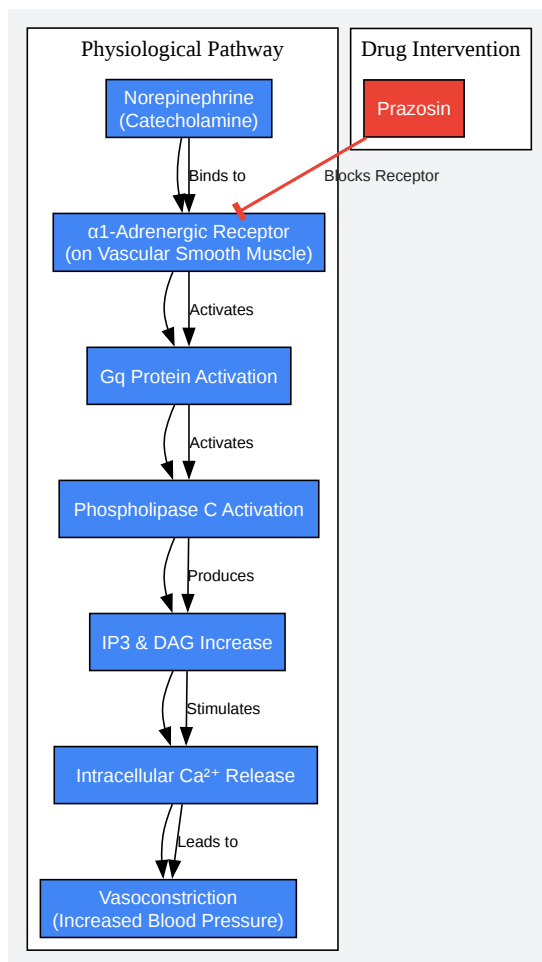 Physiological Pathway
Drug Intervention
Norepinephrine
(Catecholamine)
Prazosin
Binds to
Blocks Receptor
α1-Adrenergic Receptor
(on Vascular Smooth Muscle)
Activates
Gq Protein Activation
Activates
Phospholipase C Activation
Produces
IP3 & DAG Increase
Stimulates
Intracellular Ca²⁺ Release
Leads to
Vasoconstriction
(Increased Blood Pressure)